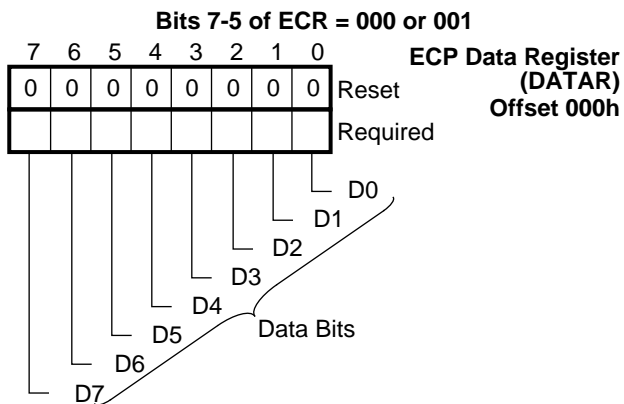 Bits 7-5 of ECR = 000 or 001
7 6 5 4 3 2 1 0
ECP Data Register
(DATAR)
Offset 000h
0 0 0 0 0 0 0 0 Reset
Required
D0
D1
D2
D3
D4
D5
D6
D7
Data Bits